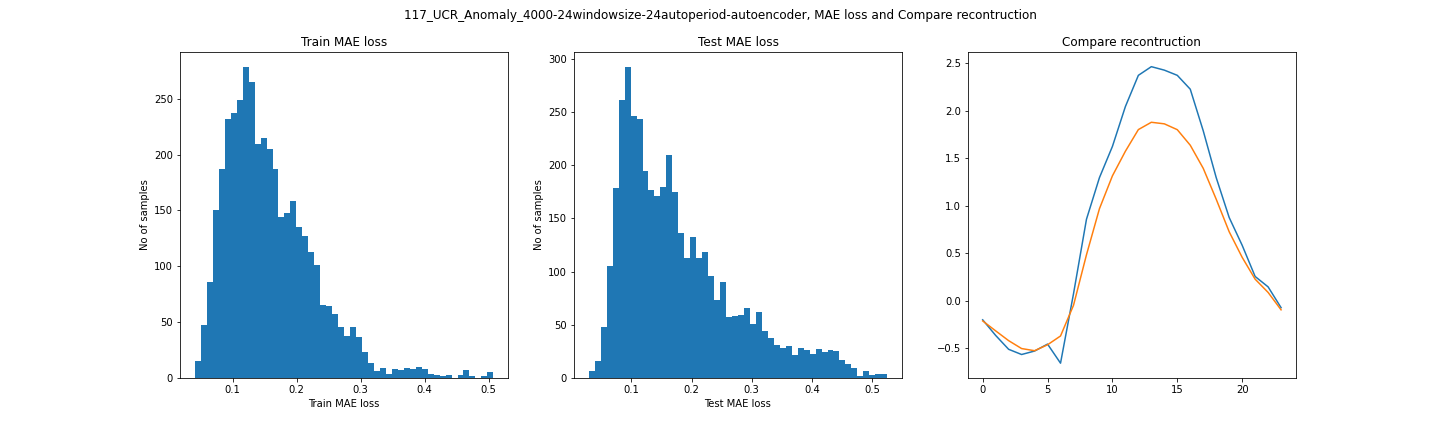 117_UCR_Anomaly_4000-24windowsize-24autoperiod-autoencoder, MAE loss and Compare recontruction
Train MAE loss
No of samples
250
200
150
100
50
0
0.1 0.2 0.3 0.4 0.5
Train MAE loss
Test MAE loss
No of samples
300
250
200
150
100
50
0
0.1 0.2 0.3 0.4 0.5
Test MAE loss
Compare recontruction
2.5
2.0
1.5
1.0
0.5
0.0
−0.5
0 5 10 15 20